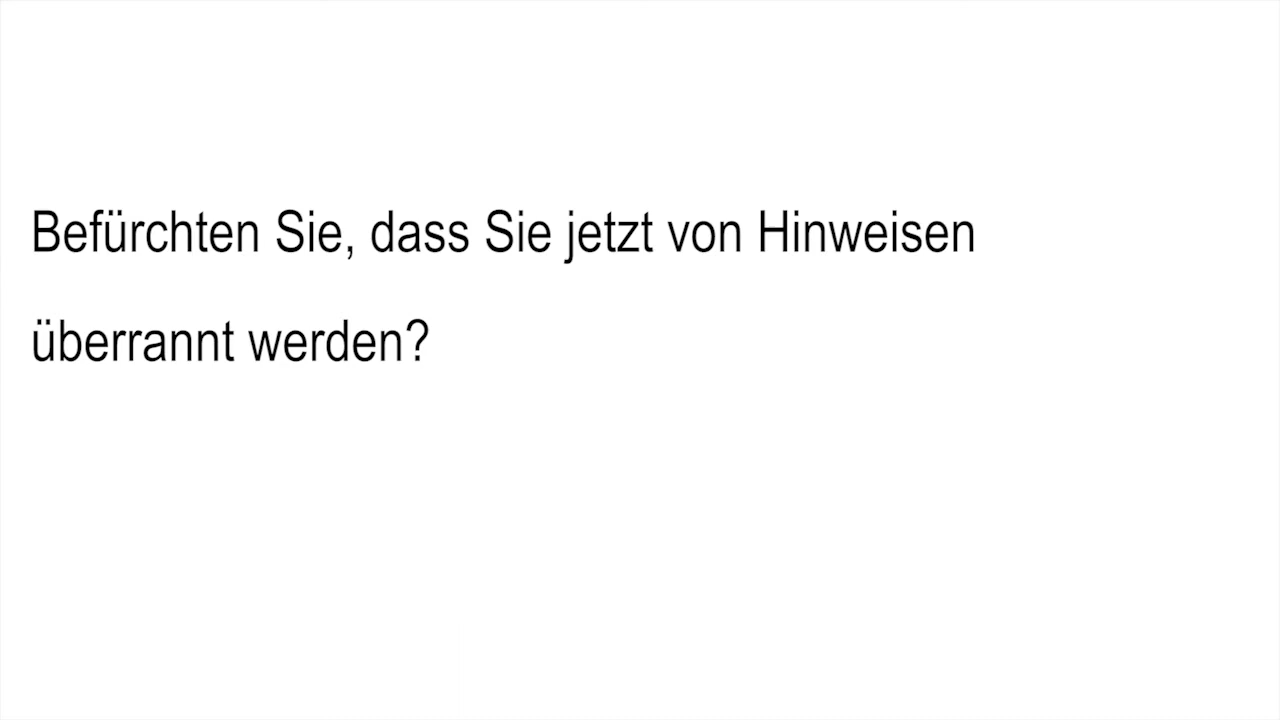 Befürchten Sie, dass Sie jetzt von Hinweisen
überrannt werden?